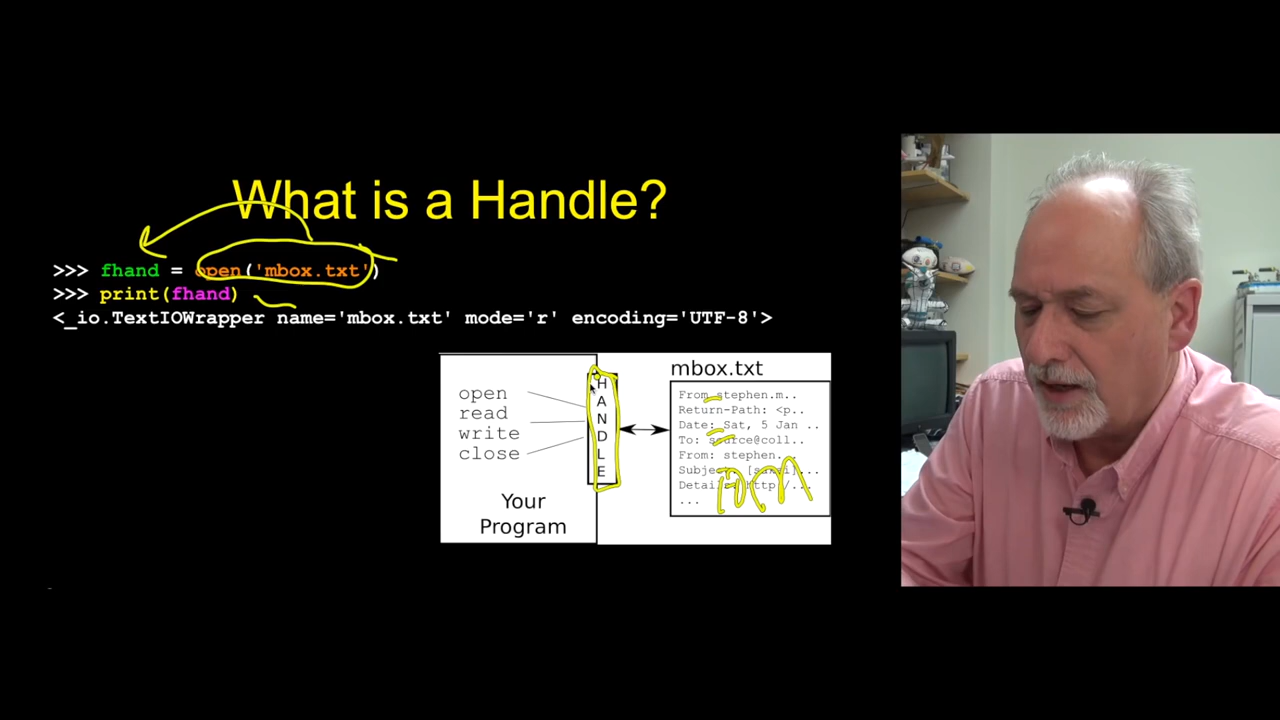 What is a Handle?
>>> fhand = open('mbox.txt')
>>> print(fhand)
<_io.TextIOWrapper name='mbox.txt' mode='r' encoding='UTF-8'>
open
read
write
close
Your
Program
HANDLE
mbox.txt
From stephen.m..
Return-Path: <p..
Date: Sat, 5 Jan ..
To: source@coll..
From: stephen..
Subject: [sakai]...
Details: http:/...
...